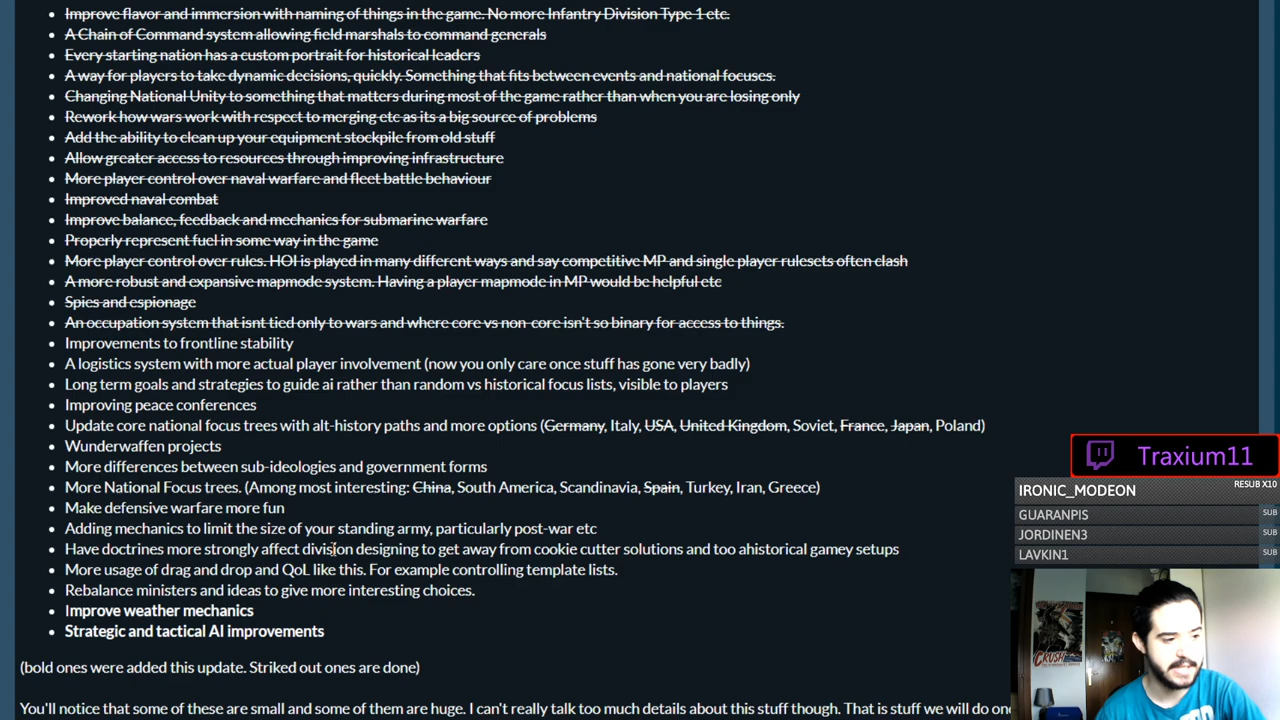 Improve flavor and immersion with naming of things in the game. No more Infantry Division Type 1 etc.
A Chain of Command system allowing field marshals to command generals
Every starting nation has a custom portrait for historical leaders
A way for players to take dynamic decisions, quickly. Something that fits between events and national focuses.
Changing National Unity to something that matters during most of the game rather than when you are losing only
Rework how wars work with respect to merging etc as its a big source of problems
Add the ability to clean up your equipment stockpile from old stuff
Allow greater access to resources through improving infrastructure
More player control over naval warfare and fleet battle behaviour
Improved naval combat
Improve balance, feedback and mechanics for submarine warfare
Properly represent fuel in some way in the game
More player control over rules. HOI is played in many different ways and say competitive MP and single player rulesets often clash
A more robust and expansive mapmode system. Having a player mapmode in MP would be helpful etc
Spies and espionage
An occupation system that isnt tied only to wars and where core vs non-core isn't so binary for access to things.
Improvements to frontline stability
A logistics system with more actual player involvement (now you only care once stuff has gone very badly)
Long term goals and strategies to guide ai rather than random vs historical focus lists, visible to players
Improving peace conferences
Update core national focus trees with alt-history paths and more options (Germany, Italy, USA, United Kingdom, Soviet, France, Japan, Poland)
Wunderwaffen projects
More differences between sub-ideologies and government forms
More National Focus trees. (Among most interesting: China, South America, Scandinavia, Spain, Turkey, Iran, Greece)
Make defensive warfare more fun
Adding mechanics to limit the size of your standing army, particularly post-war etc
Have doctrines more strongly affect division designing to get away from cookie cutter solutions and too ahistorical gamey setups
More usage of drag and drop and QoL like this. For example controlling template lists.
Rebalance ministers and ideas to give more interesting choices.
Improve weather mechanics
Strategic and tactical AI improvements
(bold ones were added this update. Striked out ones are done)
You'll notice that some of these are small and some of them are huge. I can't really talk too much details about this stuff though. That is stuff we will do
Traxium11
IRONIC_MODEON RESUB X10
GUARANPIS SUB
JORDINEN3 SUB
LAVKIN1 SUB
CRUSH